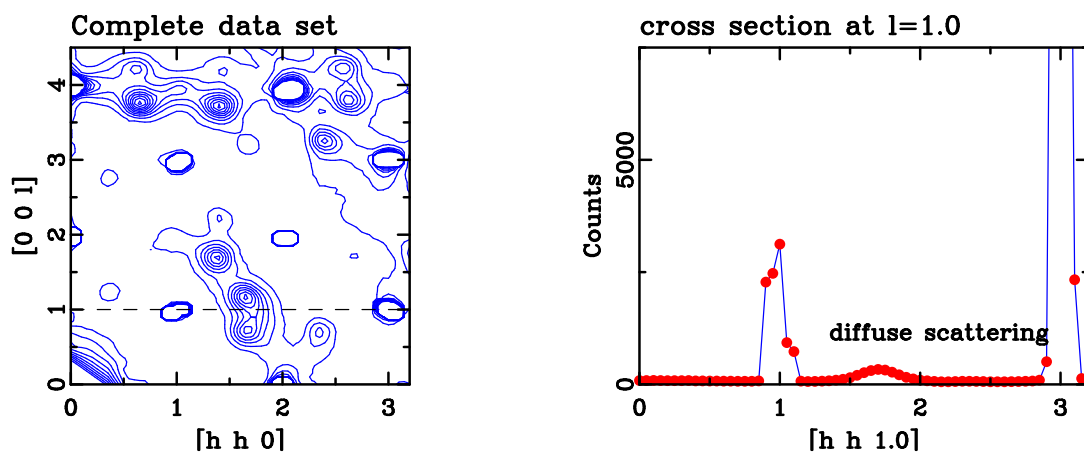 Complete data set
[0 0 l]
4
3
2
1
0
0 1 2 3
[h h 0]
cross section at l=1.0
Counts
5000
0
diffuse scattering
0 1 2 3
[h h 1.0]